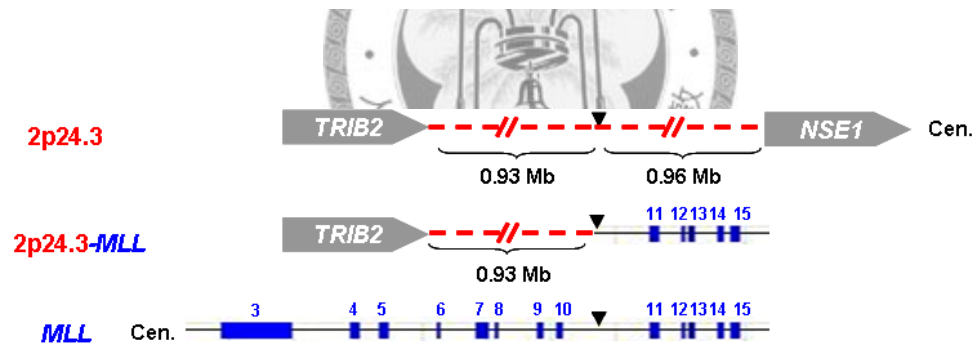 2p24.3 TRIB2 NSE1 Cen.
0.93 Mb 0.96 Mb
11 12 13 14 15
2p24.3-MLL TRIB2
0.93 Mb
3 4 5 6 7 8 9 10 11 12 13 14 15
MLL Cen.